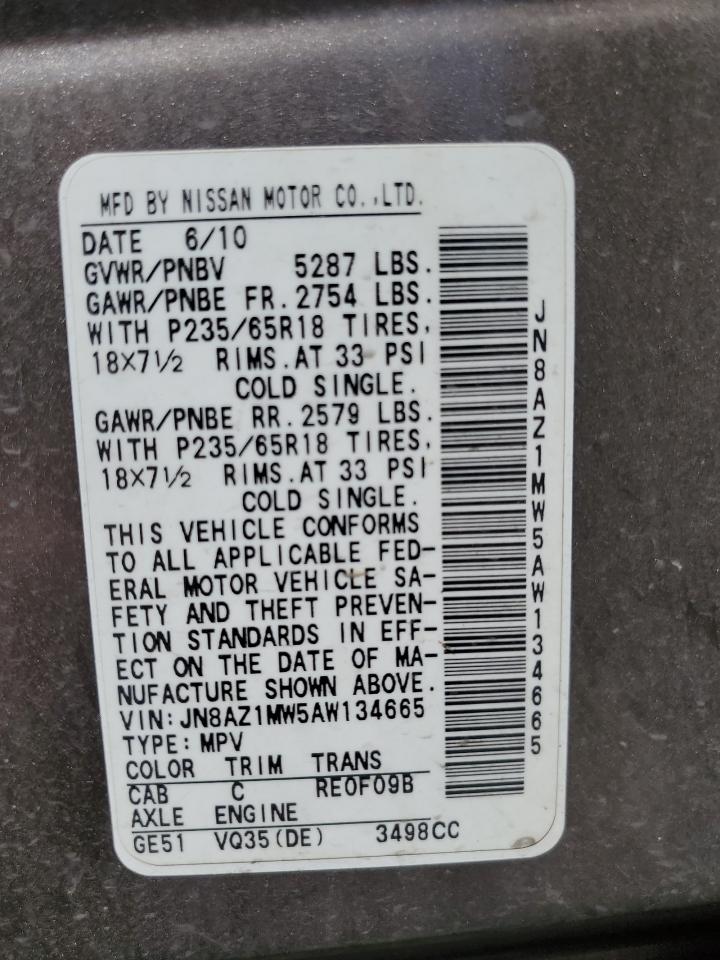 MFD BY NISSAN MOTOR CO.,LTD.
DATE 6/10
GVWR/PNBV 5287 LBS.
GAWR/PNBE FR. 2754 LBS.
WITH P235/65R18 TIRES,
18X7½ RIMS. AT 33 PSI
COLD SINGLE.
GAWR/PNBE RR. 2579 LBS.
WITH P235/65R18 TIRES,
18X7½ RIMS. AT 33 PSI
COLD SINGLE.
THIS VEHICLE CONFORMS
TO ALL APPLICABLE FED-
ERAL MOTOR VEHICLE SA-
FETY AND THEFT PREVEN-
TION STANDARDS IN EFF-
ECT ON THE DATE OF MA-
NUFACTURE SHOWN ABOVE.
VIN: JN8AZ1MW5AW134665
TYPE: MPV
COLOR TRIM TRANS
CAB C RE0F09B
AXLE ENGINE
GE51 VQ35(DE) 3498CC
JN8AZ1MW5AW134665